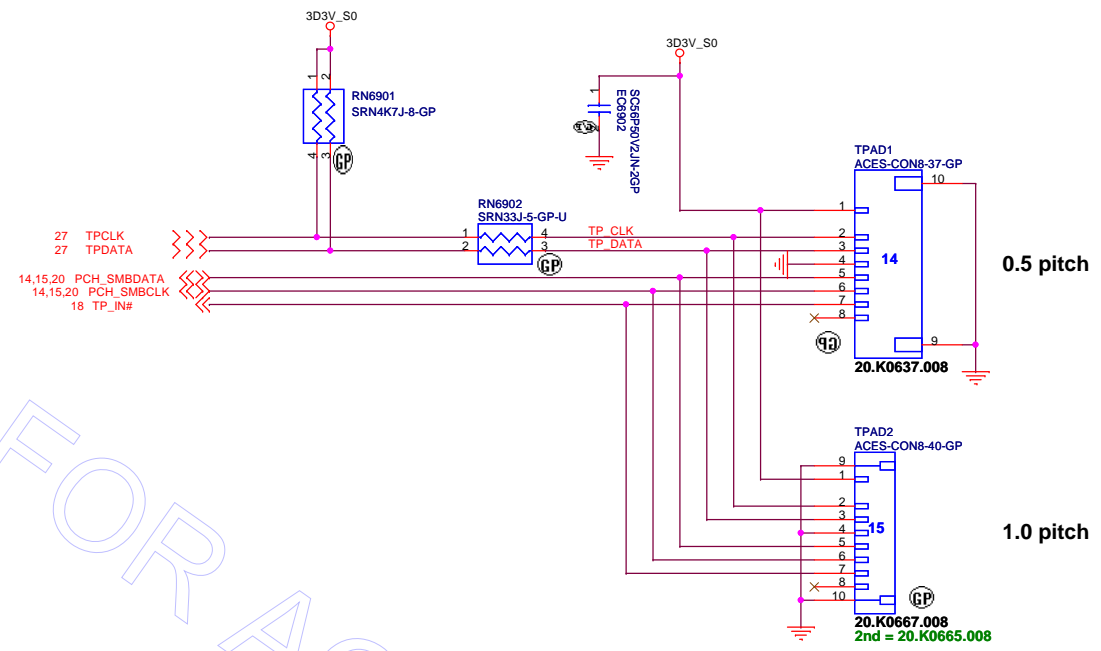 3D3V_S0
1
2
RN6901
SRN4K7J-8-GP
4
3
GP
3D3V_S0
1
SC56P50V2JN-2GP
EC6902
TPAD1
ACES-CON8-37-GP
10
1
2
3
4
5
6
7
8
9
14
GP
20.K0637.008
0.5 pitch
RN6902
SRN33J-5-GP-U
1
2
4
3
GP
TP_CLK
TP_DATA
27 TPCLK
27 TPDATA
14,15,20 PCH_SMBDATA
14,15,20 PCH_SMBCLK
18 TP_IN#
TPAD2
ACES-CON8-40-GP
9
1
2
3
4
5
6
7
8
10
15
GP
20.K0667.008
2nd = 20.K0665.008
1.0 pitch
FOR